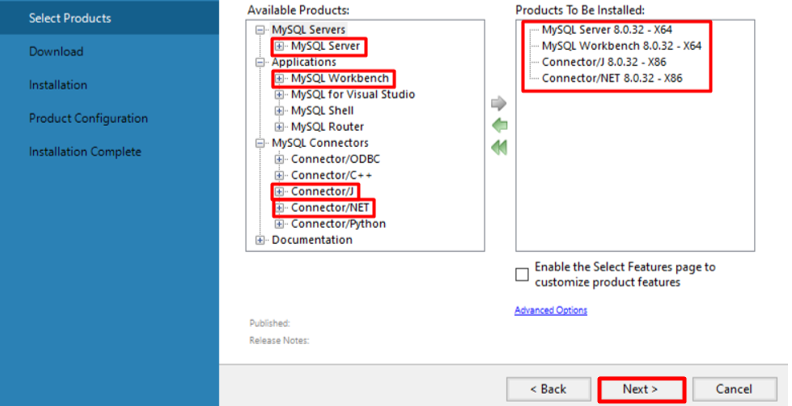 Select Products
Download
Installation
Product Configuration
Installation Complete
Available Products:
MySQL Servers
MySQL Server
Applications
MySQL Workbench
MySQL for Visual Studio
MySQL Shell
MySQL Router
MySQL Connectors
Connector/ODBC
Connector/C++
Connector/J
Connector/NET
Connector/Python
Documentation
Products To Be Installed:
MySQL Server 8.0.32 - X64
MySQL Workbench 8.0.32 - X64
Connector/J 8.0.32 - X86
Connector/NET 8.0.32 - X86
Enable the Select Features page to
customize product features
Advanced Options
Published:
Release Notes:
< Back
Next >
Cancel